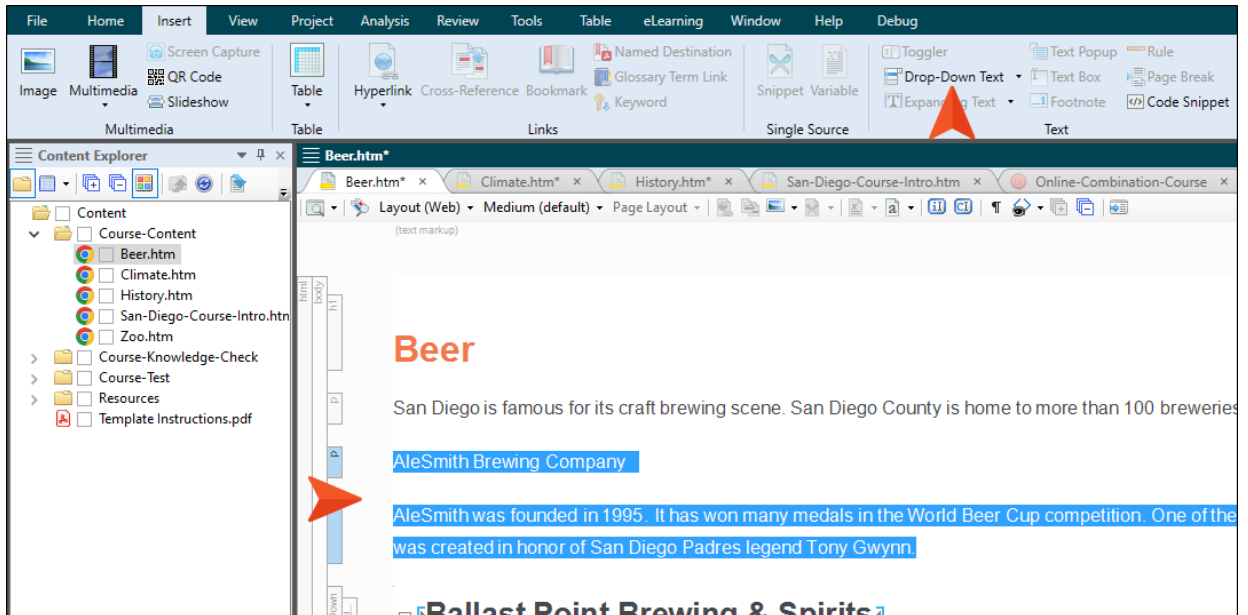 File Home Insert View Project Analysis Review Tools Table eLearning Window Help Debug
Image
Multimedia
Screen Capture
QR Code
Slideshow
Multimedia
Table
Table
Hyperlink Cross-Reference Bookmark
Named Destination
Glossary Term Link
Keyword
Links
Snippet Variable
Single Source
Toggler
Drop-Down Text
Text
Text Popup
Text Box
Footnote
Rule
Page Break
Code Snippet
Text
Content Explorer
Content
Course-Content
Beer.htm
Climate.htm
History.htm
San-Diego-Course-Intro.htn
Zoo.htm
Course-Knowledge-Check
Course-Test
Resources
Template Instructions.pdf
Beer.htm*
Beer.htm* Climate.htm* History.htm* San-Diego-Course-Intro.htm Online-Combination-Course
Layout (Web) Medium (default) Page Layout
(text markup)
html
body
h1
Beer
p
San Diego is famous for its craft brewing scene. San Diego County is home to more than 100 breweries
p
AleSmith Brewing Company
AleSmith was founded in 1995. It has won many medals in the World Beer Cup competition. One of the
was created in honor of San Diego Padres legend Tony Gwynn.
Ballast Point Brewing & Spirits